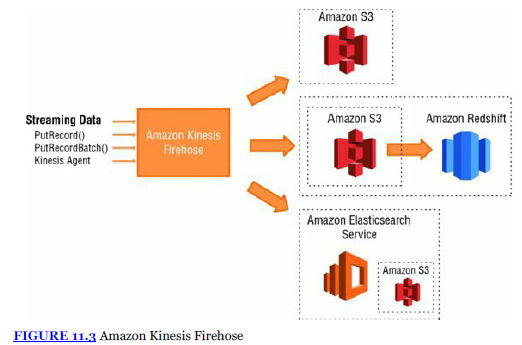 Amazon S3
Streaming Data
PutRecord()
PutRecordBatch()
Kinesis Agent
Amazon Kinesis
Firehose
Amazon S3
Amazon Redshift
Amazon Elasticsearch
Service
Amazon S3
FIGURE 11.3 Amazon Kinesis Firehose